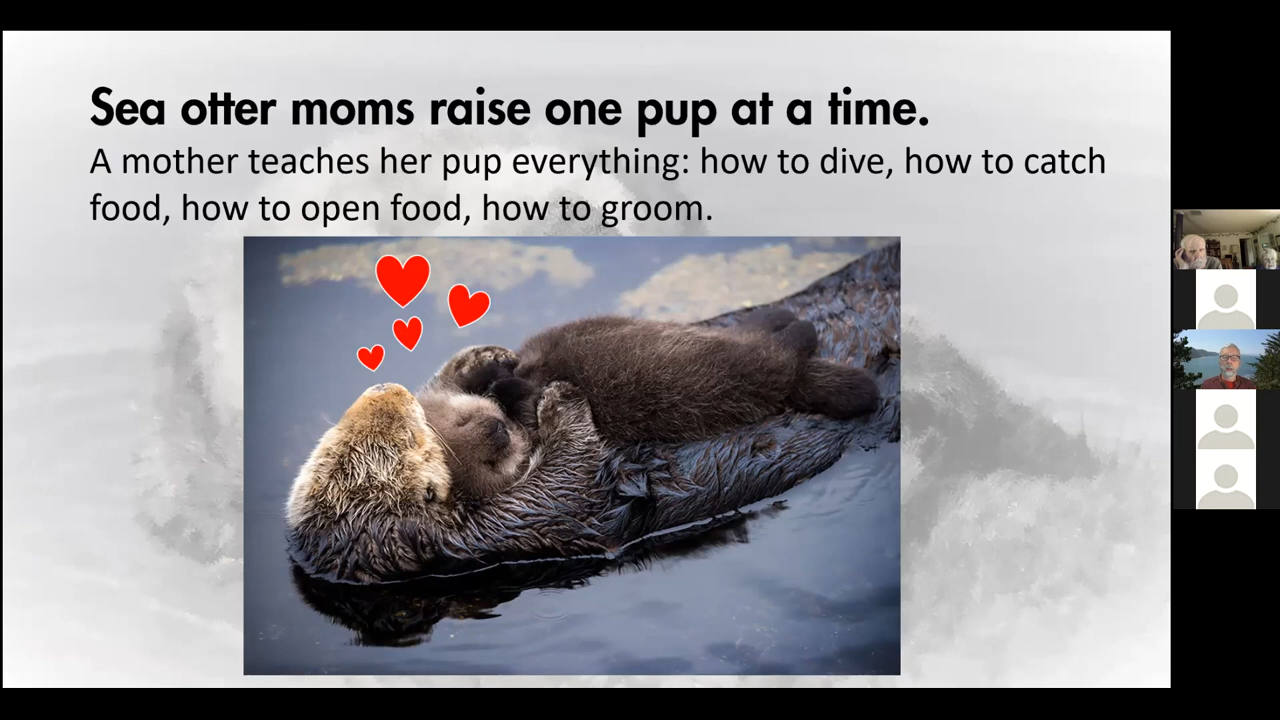 Sea otter moms raise one pup at a time.
A mother teaches her pup everything: how to dive, how to catch
food, how to open food, how to groom.